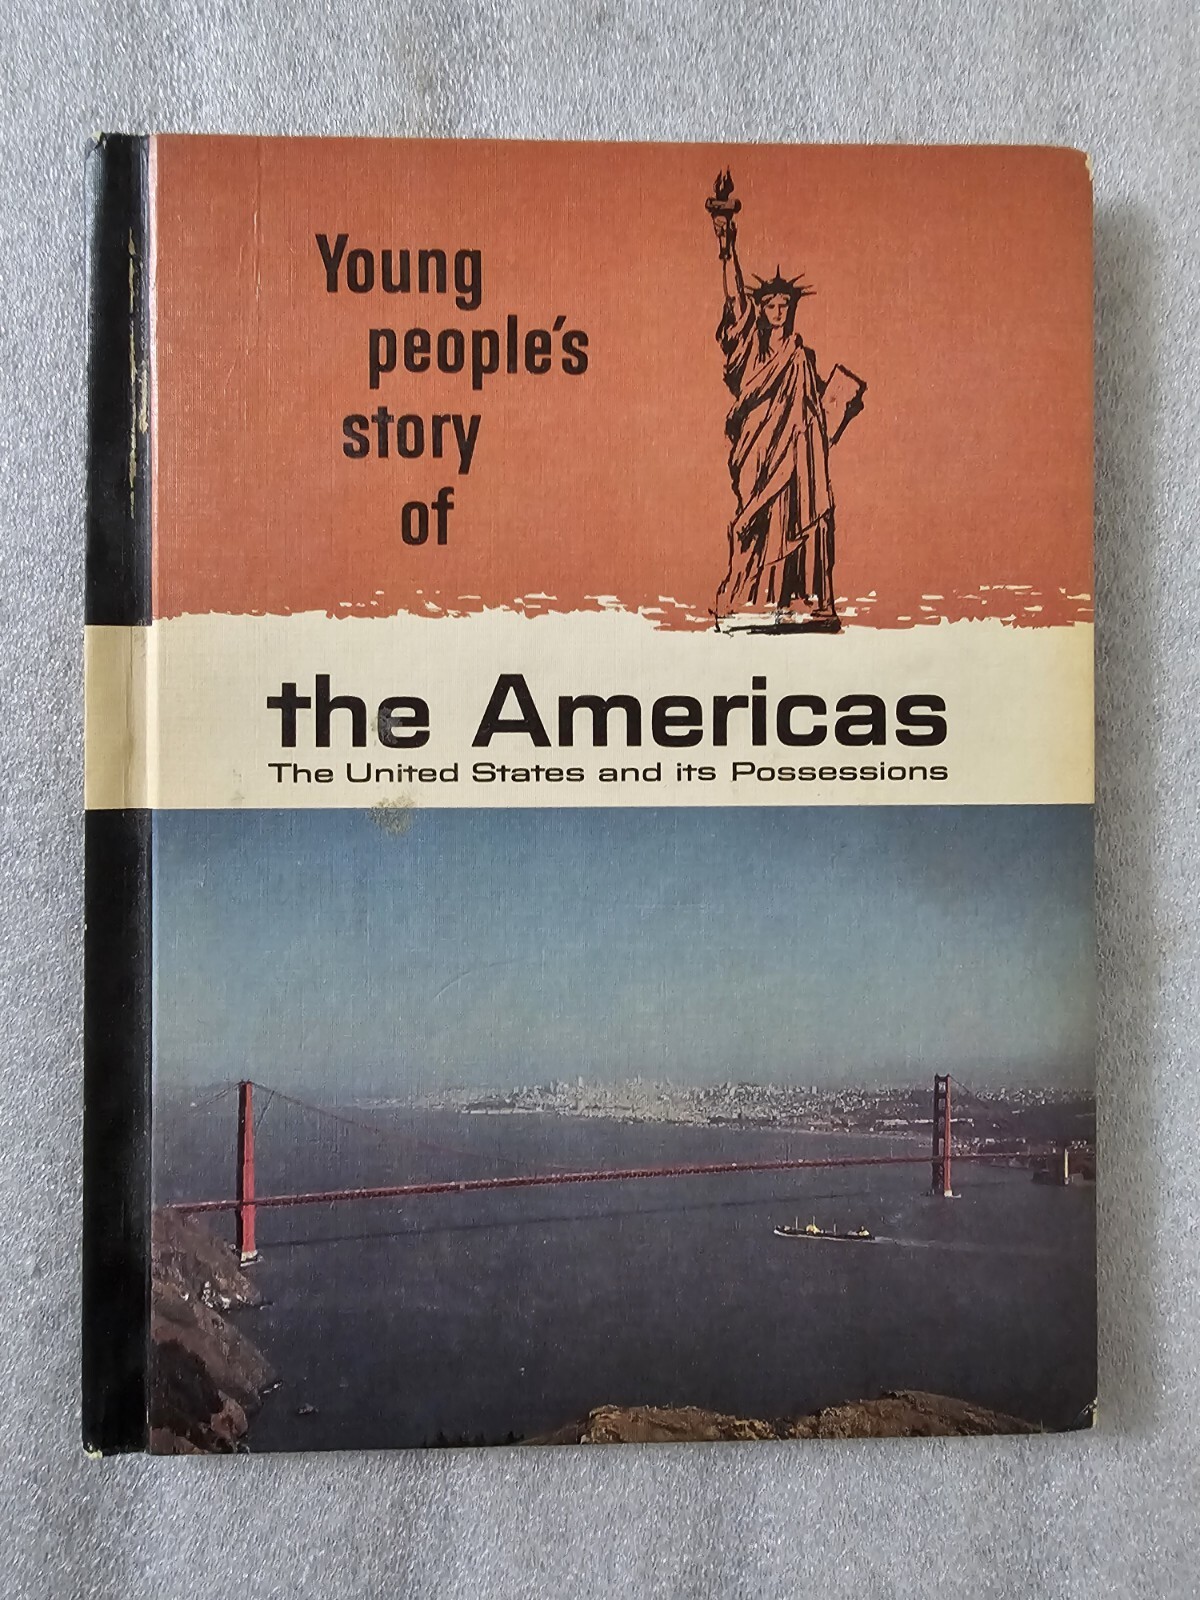 Young
people's
story
of
the Americas
The United States and its Possessions